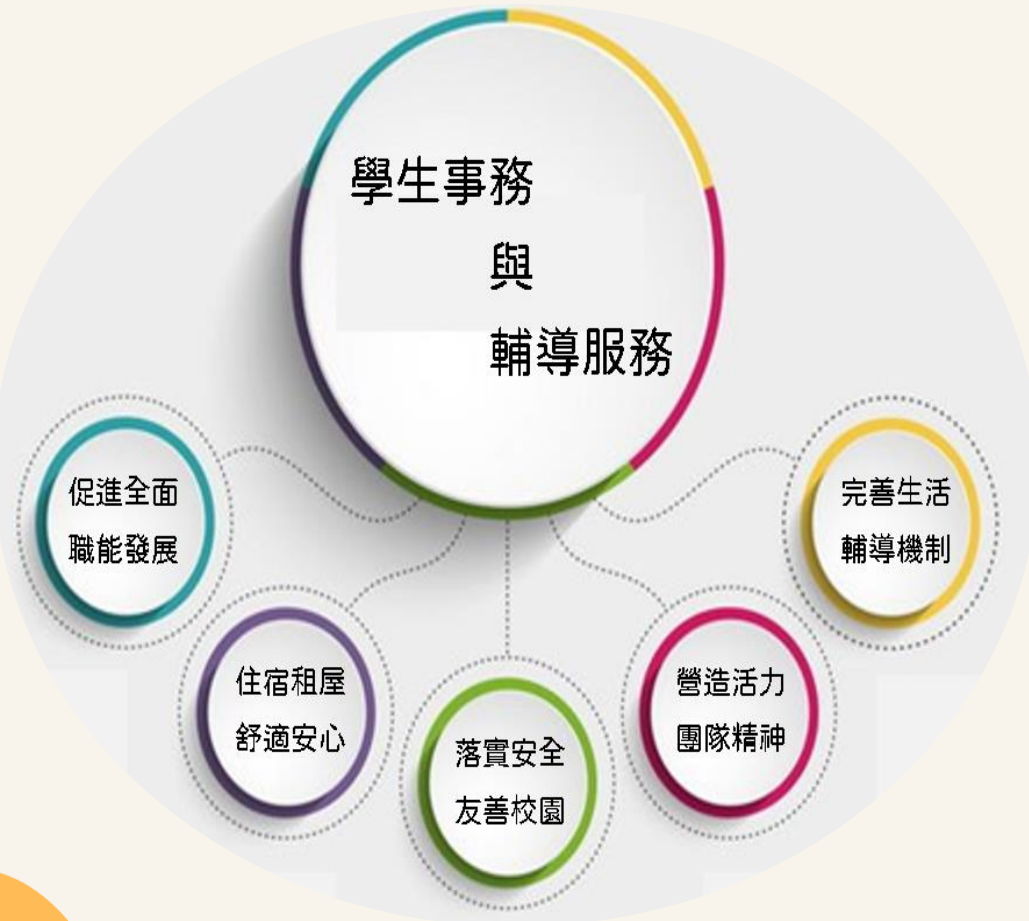 學生事務
與
輔導服務
促進全面
職能發展
住宿租屋
舒適安心
落實安全
友善校園
營造活力
團隊精神
完善生活
輔導機制